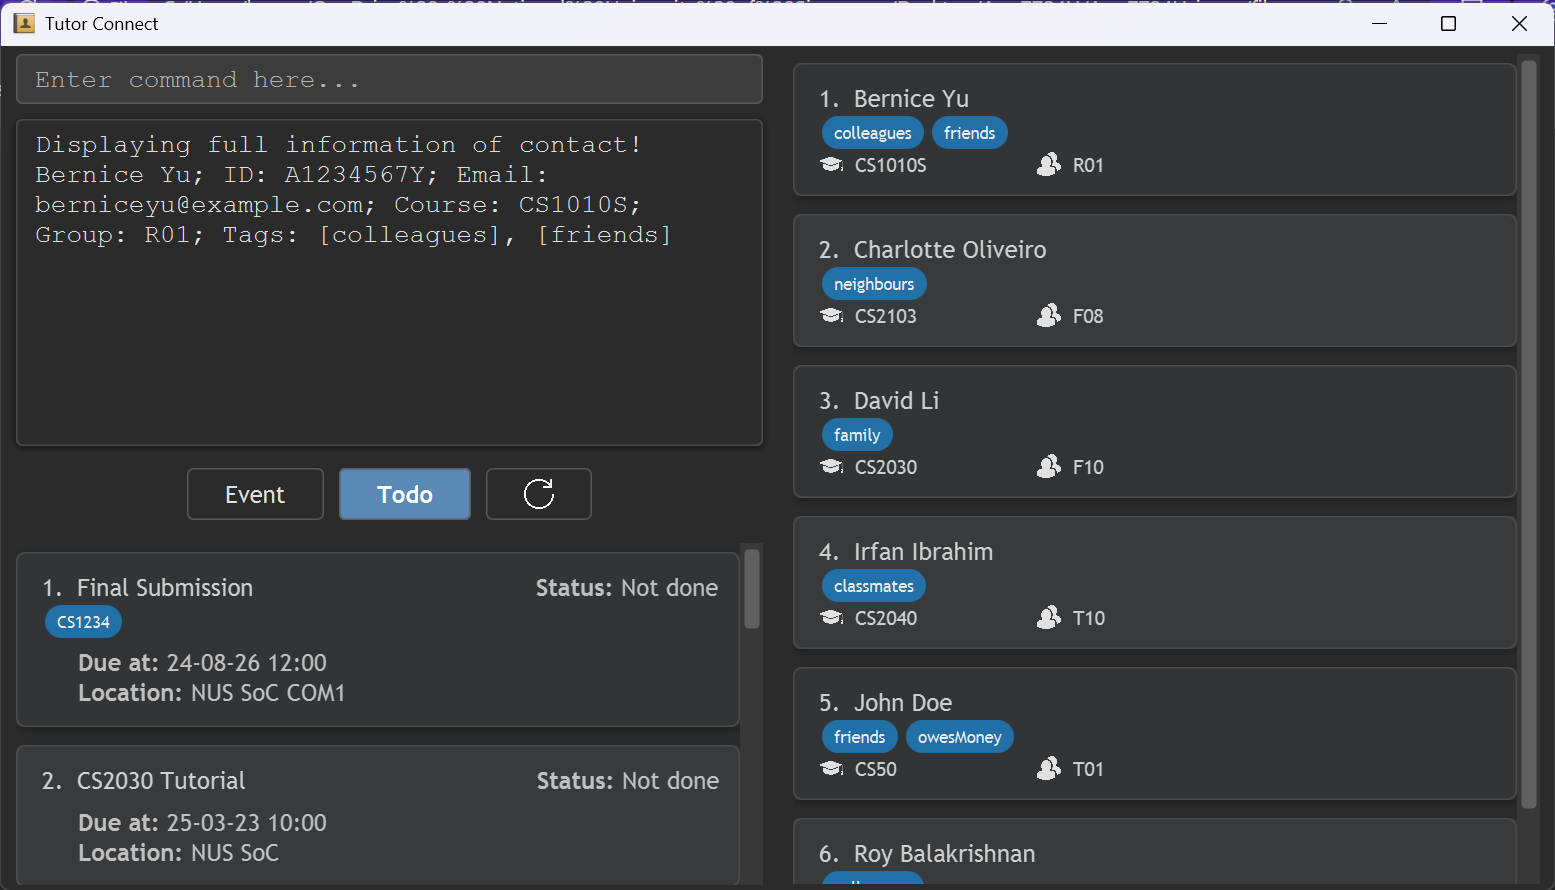 Tutor Connect
Enter command here...
Displaying full information of contact!
Bernice Yu; ID: A1234567Y; Email:
berniceyu@example.com; Course: CS1010S;
Group: R01; Tags: [colleagues], [friends]
Event Todo
1. Final Submission Status: Not done
CS1234
Due at: 24-08-26 12:00
Location: NUS SoC COM1
2. CS2030 Tutorial Status: Not done
Due at: 25-03-23 10:00
Location: NUS SoC
1. Bernice Yu
colleagues friends
CS1010S R01
2. Charlotte Oliveiro
neighbours
CS2103 F08
3. David Li
family
CS2030 F10
4. Irfan Ibrahim
classmates
CS2040 T10
5. John Doe
friends owesMoney
CS50 T01
6. Roy Balakrishnan